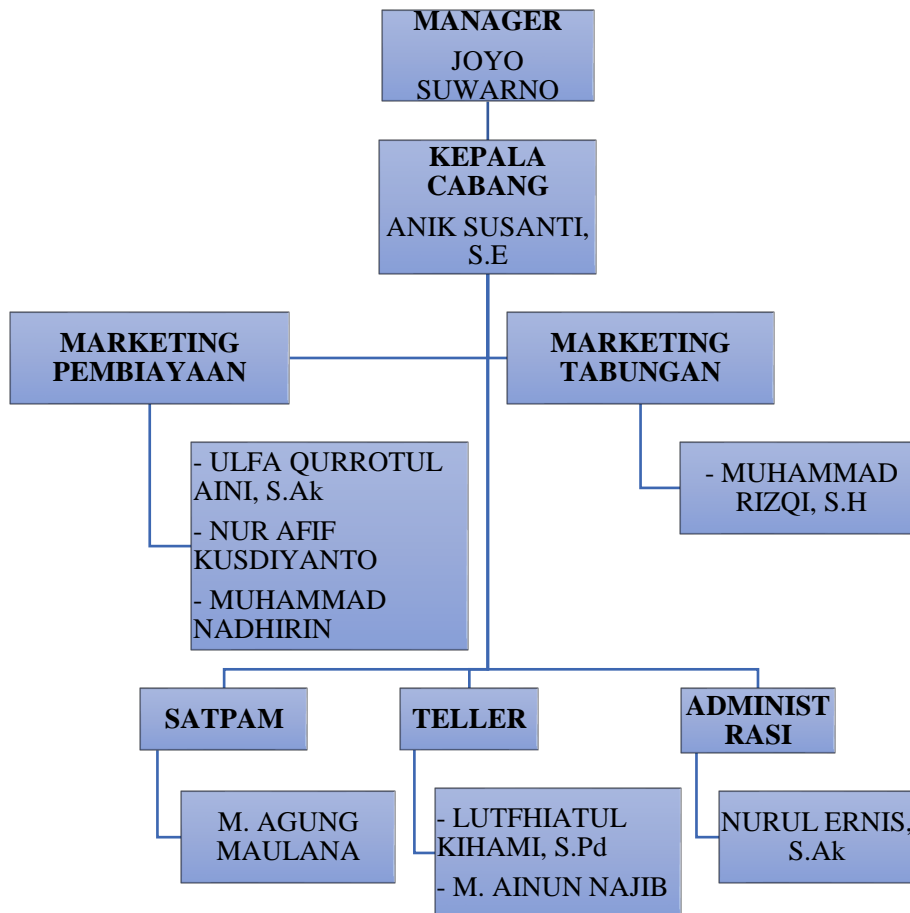 MANAGER
JOYO
SUWARNO
KEPALA
CABANG
ANIK SUSANTI,
S.E
MARKETING
PEMBIAYAAN
MARKETING
TABUNGAN
- ULFA QURROTUL
AINI, S.Ak
- NUR AFIF
KUSDIYANTO
- MUHAMMAD
NADHIRIN
- MUHAMMAD
RIZQI, S.H
SATPAM
TELLER
ADMINIST
RASI
M. AGUNG
MAULANA
- LUTFHIATUL
KIHAMI, S.Pd
- M. AINUN NAJIB
NURUL ERNIS,
S.Ak